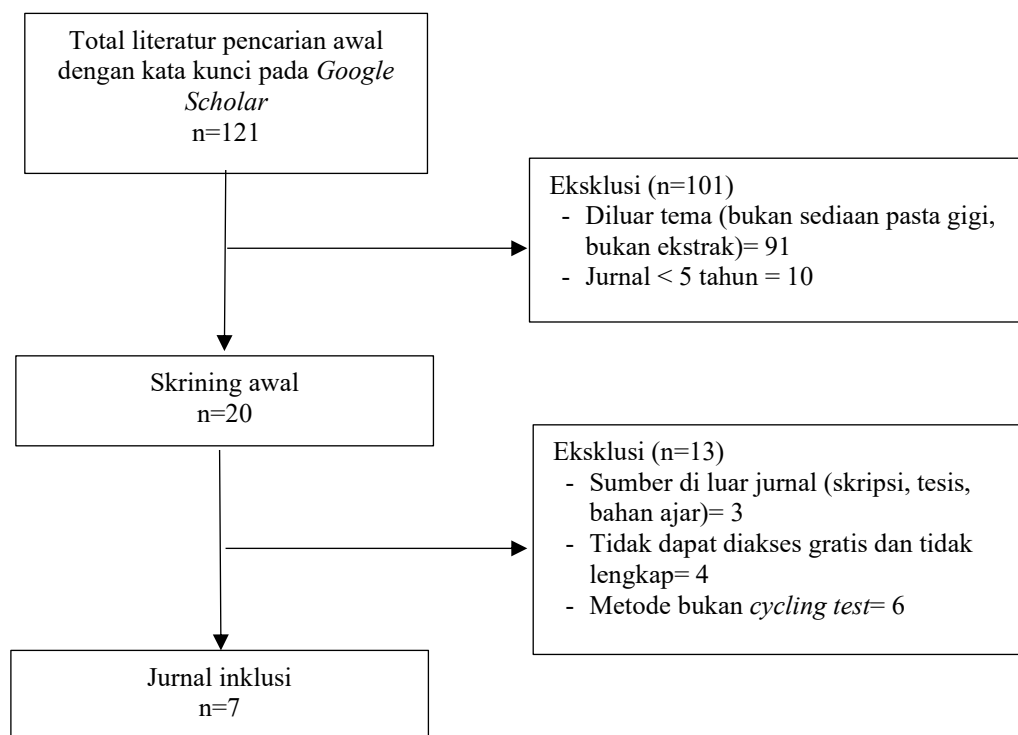 Total literatur pencarian awal
dengan kata kunci pada Google
Scholar
n=121
Eksklusi (n=101)
- Diluar tema (bukan sediaan pasta gigi,
bukan ekstrak)= 91
- Jurnal < 5 tahun = 10
Skrining awal
n=20
Eksklusi (n=13)
- Sumber di luar jurnal (skripsi, tesis,
bahan ajar)= 3
- Tidak dapat diakses gratis dan tidak
lengkap= 4
- Metode bukan cycling test= 6
Jurnal inklusi
n=7